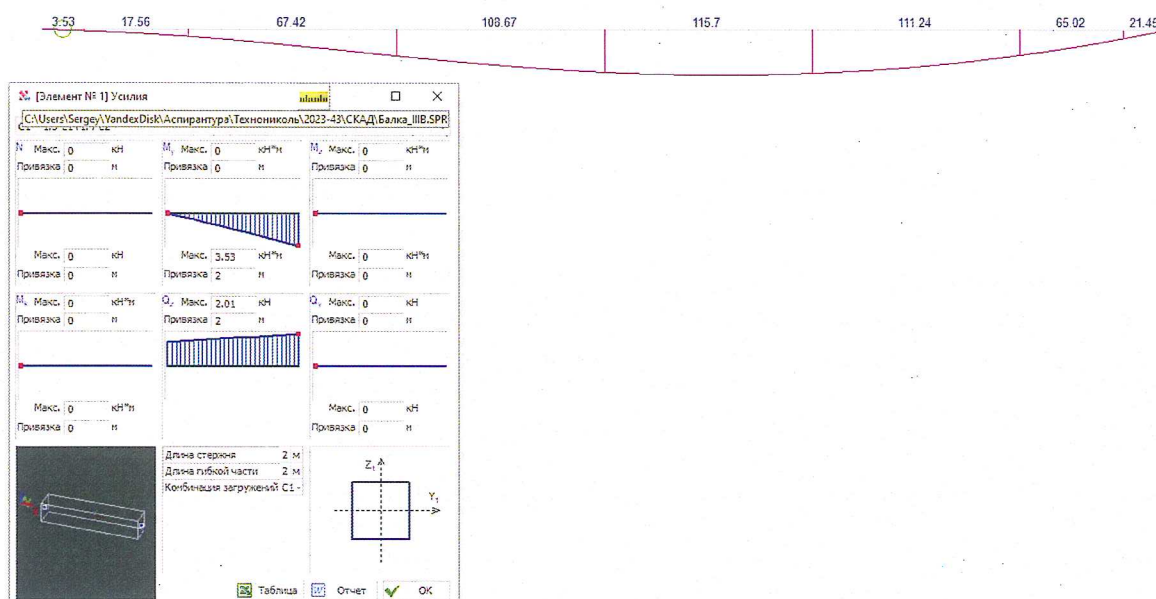 3.53 17.56 67.42 108.67 115.7 111.24 65.02 21.45
[Элемент № 1] Усилия
C:\Users\Sergey\YandexDisk\Аспирантура\Технониколь\2023-43\СКАД\Балка_IIIB.SPR
N Макс. 0 кН M Макс. 0 кН*м M Макс. 0 кН*м
Привязка 0 м Привязка 0 м Привязка 0 м
Макс. 0 кН Макс. 3.53 кН*м Макс. 0 кН*м
Привязка 0 м Привязка 2 м Привязка 0 м
M Макс. 0 кН*м Q Макс. 2.01 кН Q Макс. 0 кН
Привязка 0 м Привязка 2 м Привязка 0 м
Макс. 0 кН*м Макс. 0 кН
Привязка 0 м Привязка 0 м
Длина стержня 2 м
Длина гибкой части 2 м
Комбинация загружений C1 -
Z1
Y1
Таблица Отчет OK